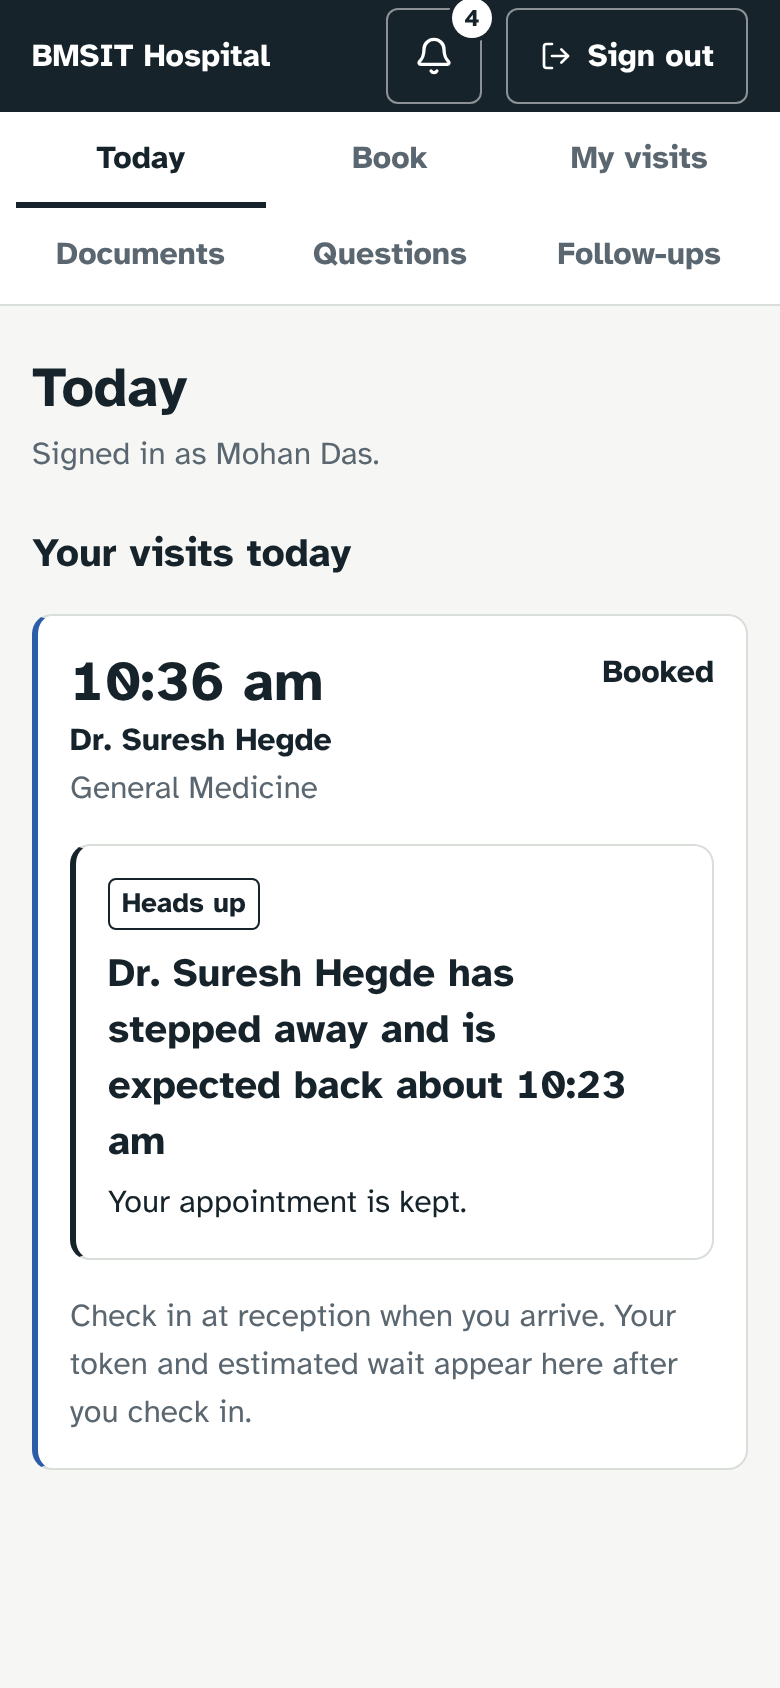 BMSIT Hospital
4
Sign out
Today
Book
My visits
Documents
Questions
Follow-ups
Today
Signed in as Mohan Das.
Your visits today
10:36 am
Booked
Dr. Suresh Hegde
General Medicine
Heads up
Dr. Suresh Hegde has
stepped away and is
expected back about 10:23
am
Your appointment is kept.
Check in at reception when you arrive. Your
token and estimated wait appear here after
you check in.